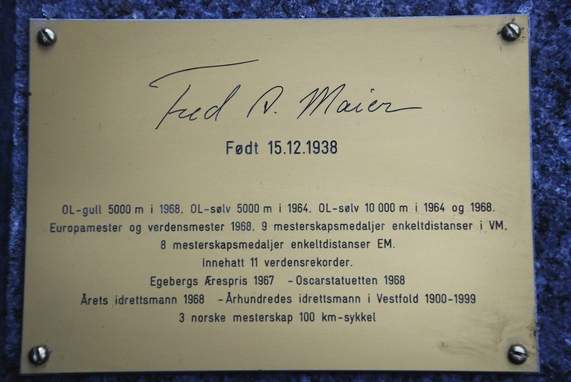 Fred A. Maier
Født 15.12.1938
OL-gull 5000 m i 1968. OL-sølv 5000 m i 1964. OL-sølv 10 000 m i 1964 og 1968.
Europamester og verdensmester 1968. 9 mesterskapsmedaljer enkeltdistanser i VM.
8 mesterskapsmedaljer enkeltdistanser EM.
Innehatt 11 verdensrekorder.
Egebergs Ærespris 1967 - Oscarstatuetten 1968
Årets idrettsmann 1968 - Århundredes idrettsmann i Vestfold 1900-1999
3 norske mesterskap 100 km-sykkel